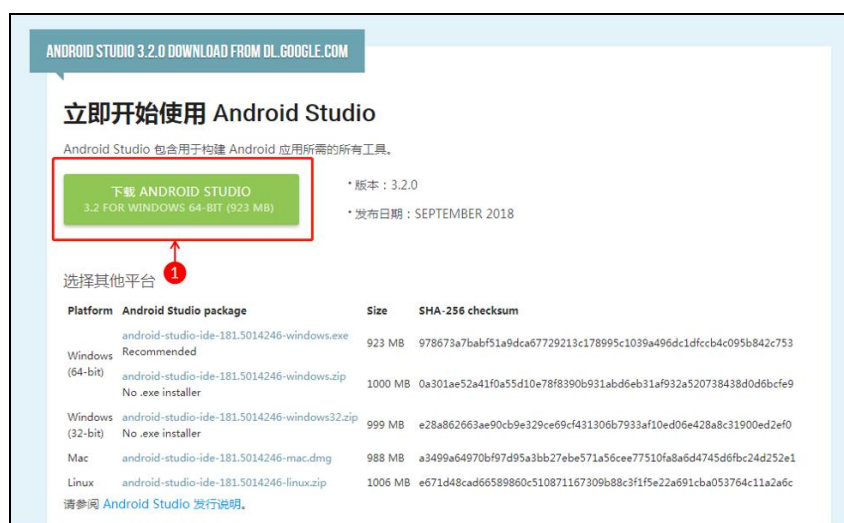 ANDROID STUDIO 3.2.0 DOWNLOAD FROM DL.GOOGLE.COM
立即开始使用 Android Studio
Android Studio 包含用于构建 Android 应用所需的所有工具。
下载 ANDROID STUDIO
3.2 FOR WINDOWS 64-BIT (923 MB)
·版本：3.2.0
·发布日期：SEPTEMBER 2018
1
选择其他平台
Platform Android Studio package Size SHA-256 checksum
Windows (64-bit) android-studio-ide-181.5014246-windows.exe 923 MB 978673a7babf51a9dca67729213c178995c1039a496dc1dfccb4c095b842c753
Recommended
android-studio-ide-181.5014246-windows.zip 1000 MB 0a301ae52a41f0a55d10e78f8390b931abd6eb31af932a520738438d0d6bcfe9
No .exe installer
Windows (32-bit) android-studio-ide-181.5014246-windows32.zip 999 MB e28a862663ae90cb9e329ce69cf431306b7933af10ed06e428a8c31900ed2ef0
No .exe installer
Mac android-studio-ide-181.5014246-mac.dmg 988 MB a3499a64970bf97d95a3bb27ebe571a56cee77510fa8a6d4745d6fbc24d252e1
Linux android-studio-ide-181.5014246-linux.zip 1006 MB e671d48cad66589860c510871167309b88c3f1f5e22a691cba053764c11a2a6c
请参阅 Android Studio 发行说明。